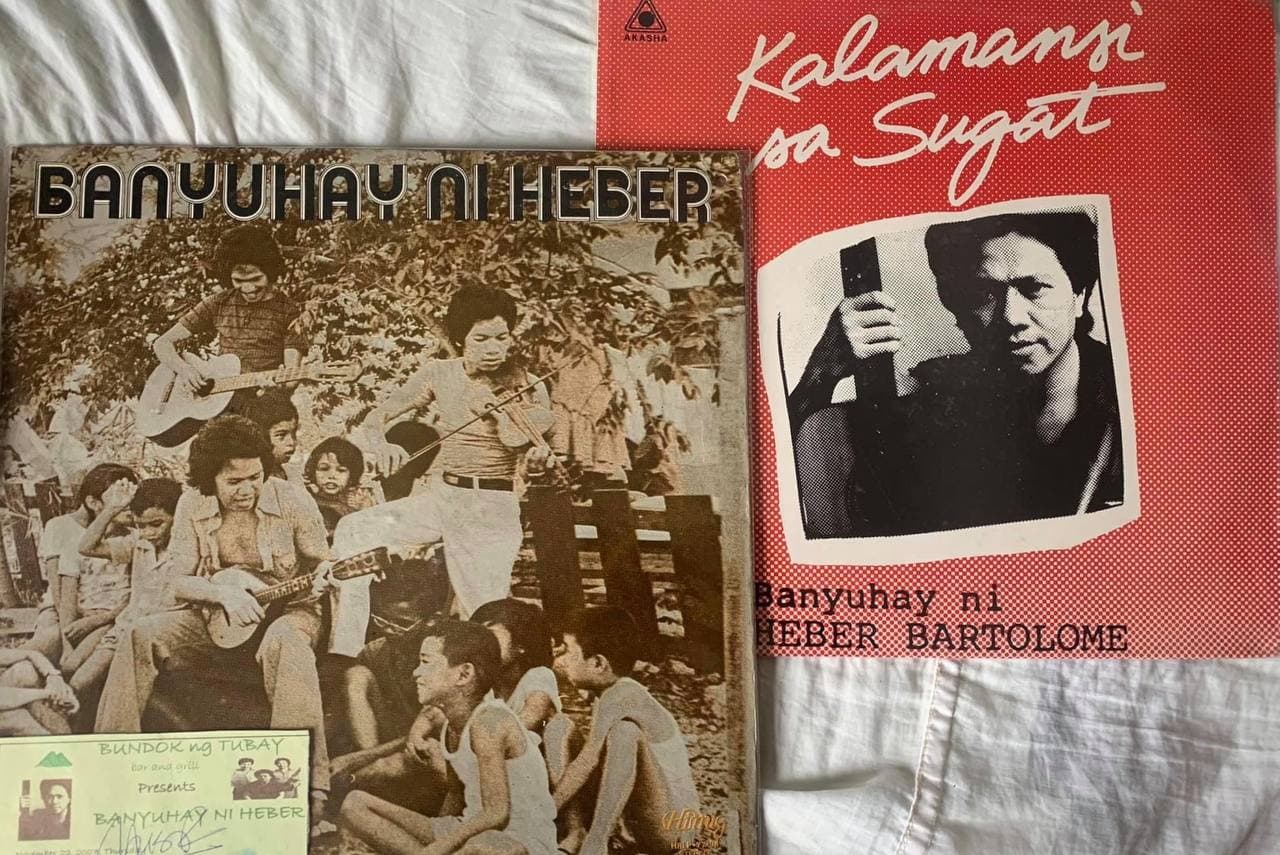 BANYUHAY NI HEBER
AKASHA
Kalamansi
sa Sugat
Banyuhay ni
HEBER BARTOLOME
BUNDOK ng TUBAY
bar and grill
Presents
BANYUHAY NI HEBER
Himig